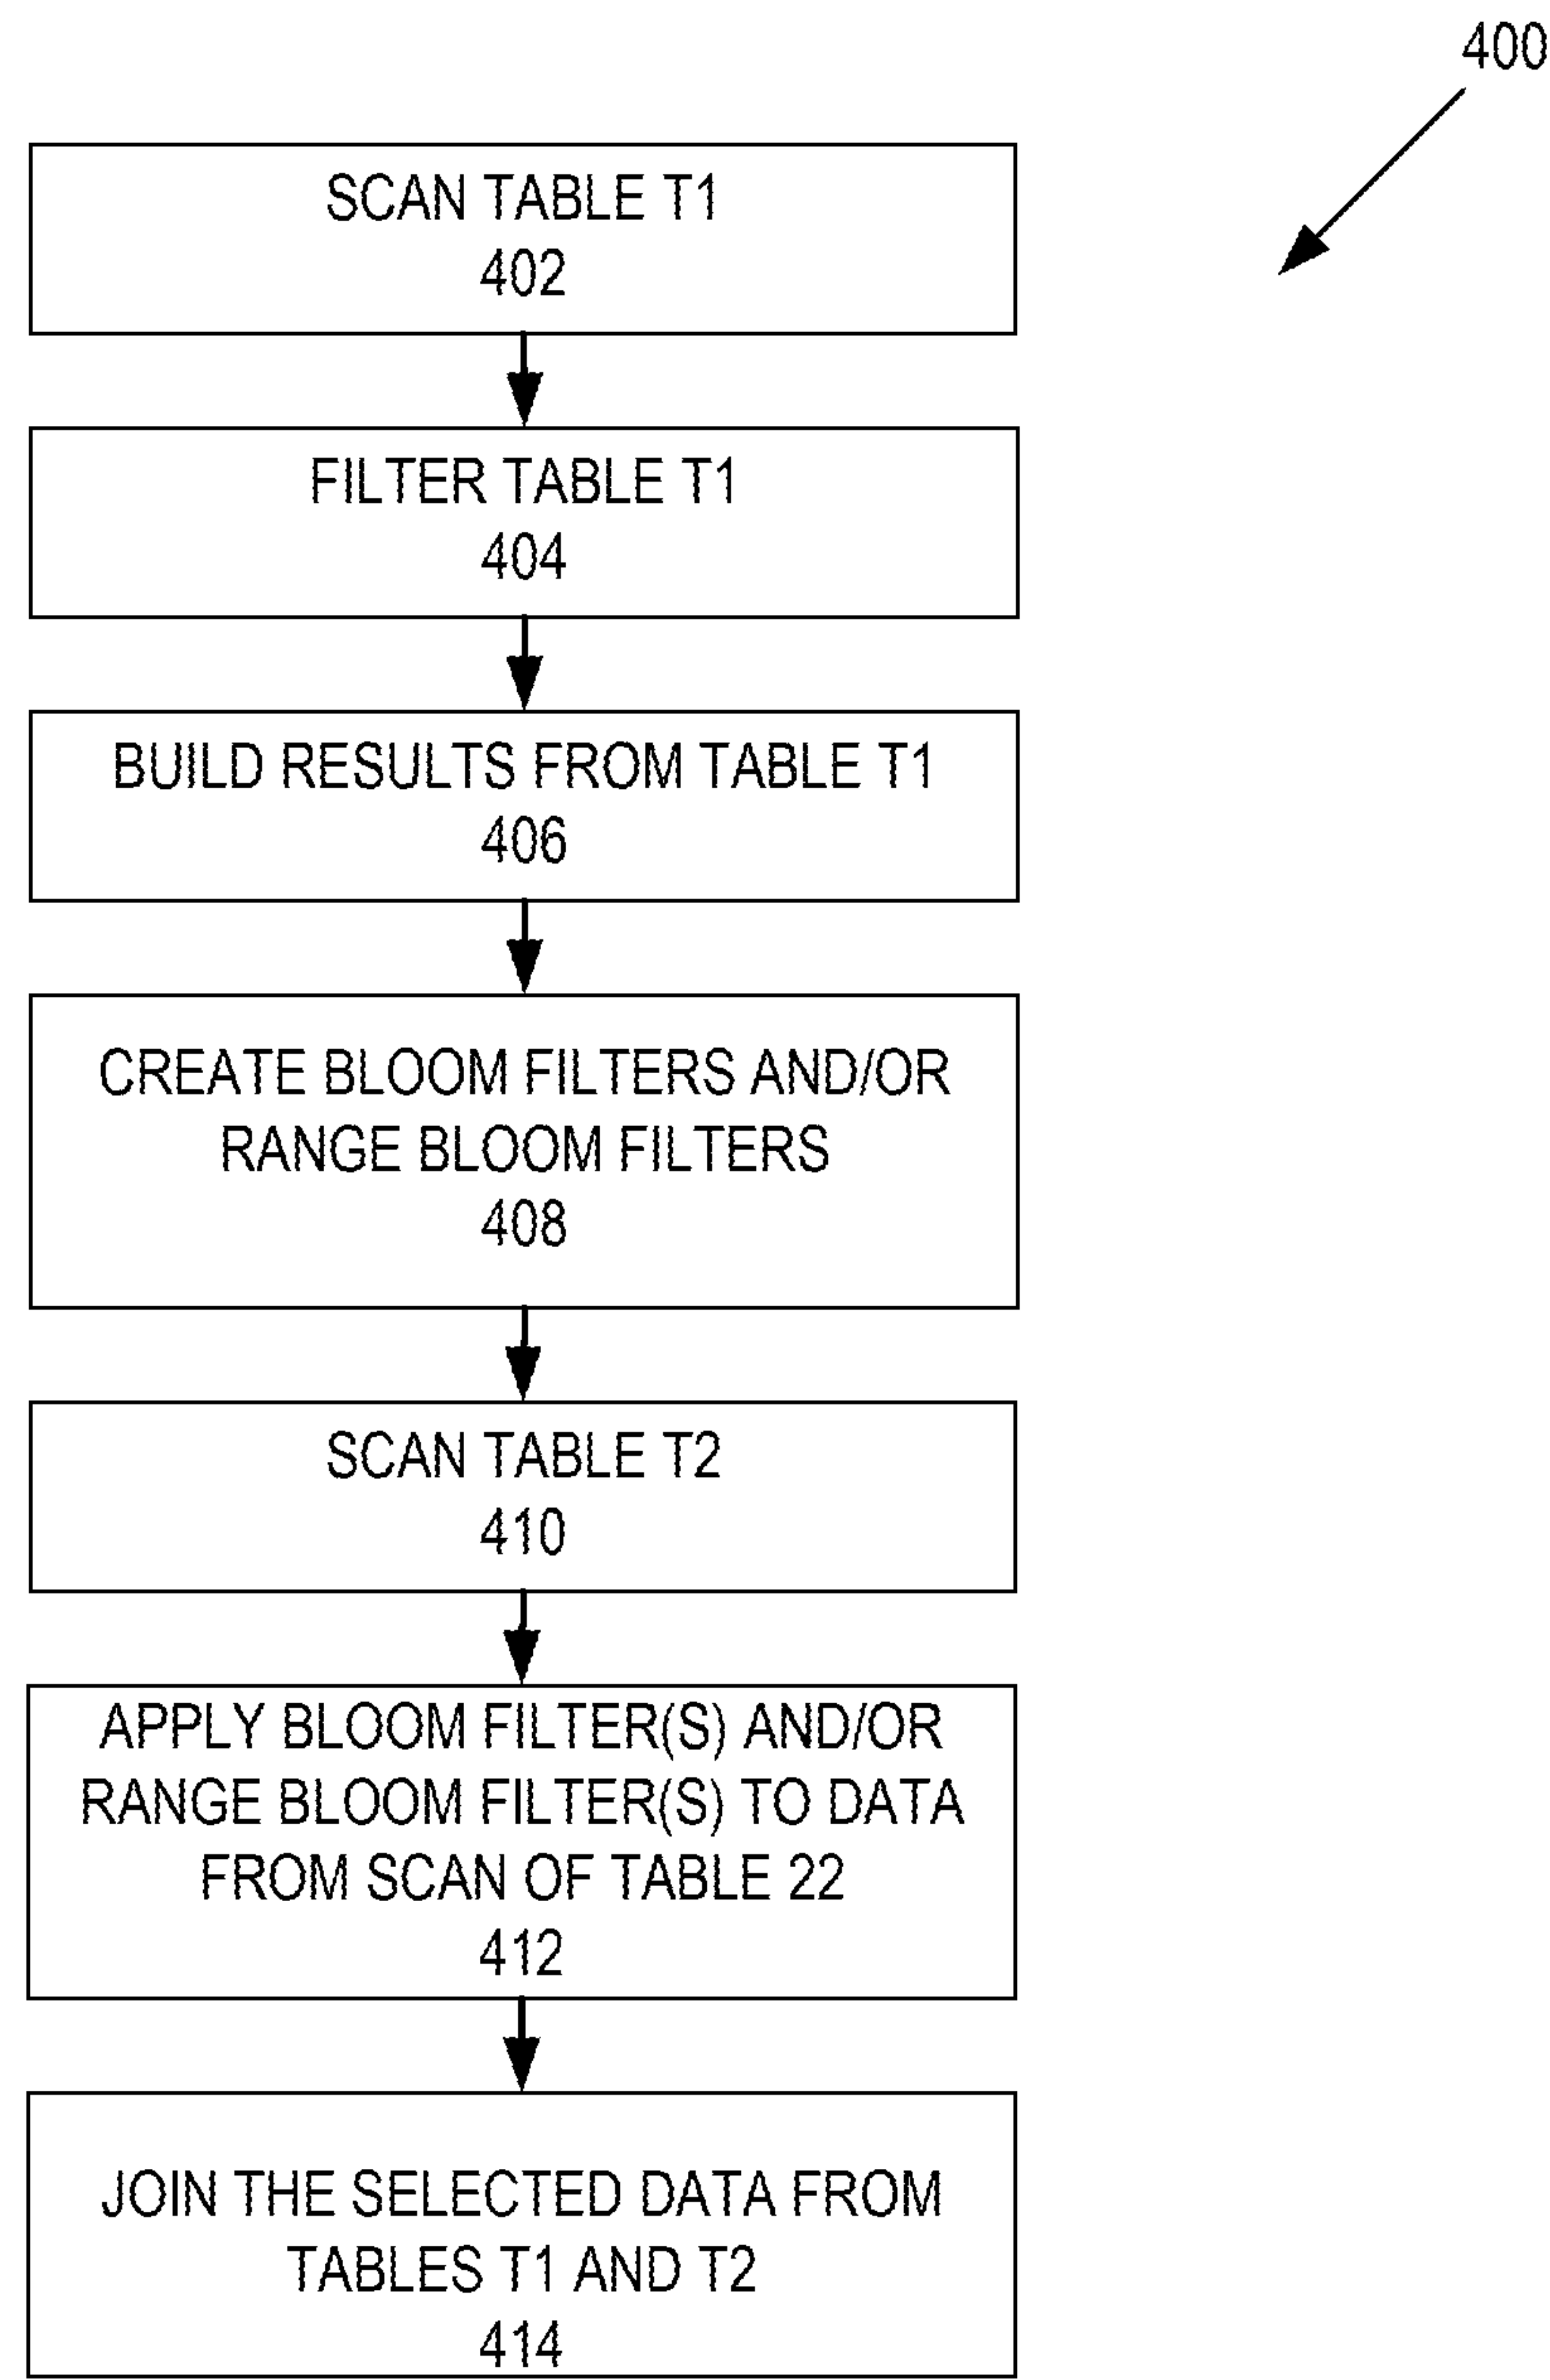 400
SCAN TABLE T1
402
FILTER TABLE T1
404
BUILD RESULTS FROM TABLE T1
406
CREATE BLOOM FILTERS AND/OR
RANGE BLOOM FILTERS
408
SCAN TABLE T2
410
APPLY BLOOM FILTER(S) AND/OR
RANGE BLOOM FILTER(S) TO DATA
FROM SCAN OF TABLE 22
412
JOIN THE SELECTED DATA FROM
TABLES T1 AND T2
414